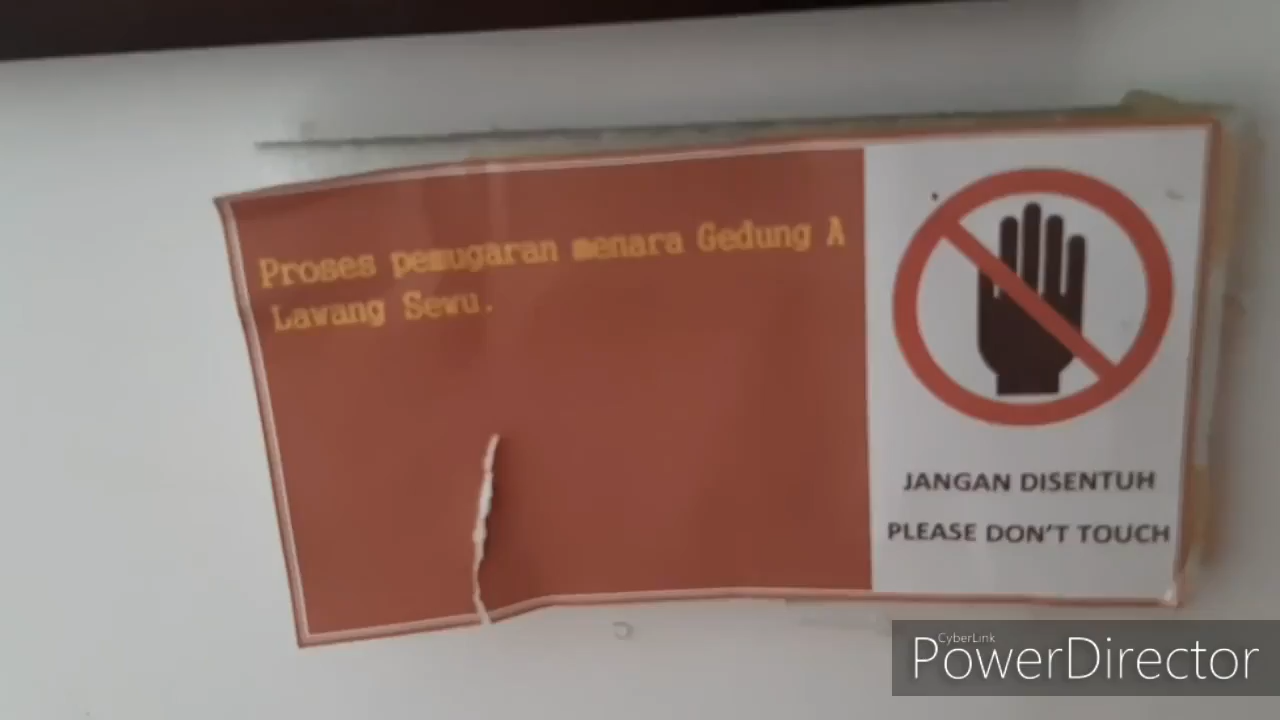 Proses pemugaran menara Gedung A
Lawang Sewu.
JANGAN DISENTUH
PLEASE DON'T TOUCH
CyberLink
PowerDirector